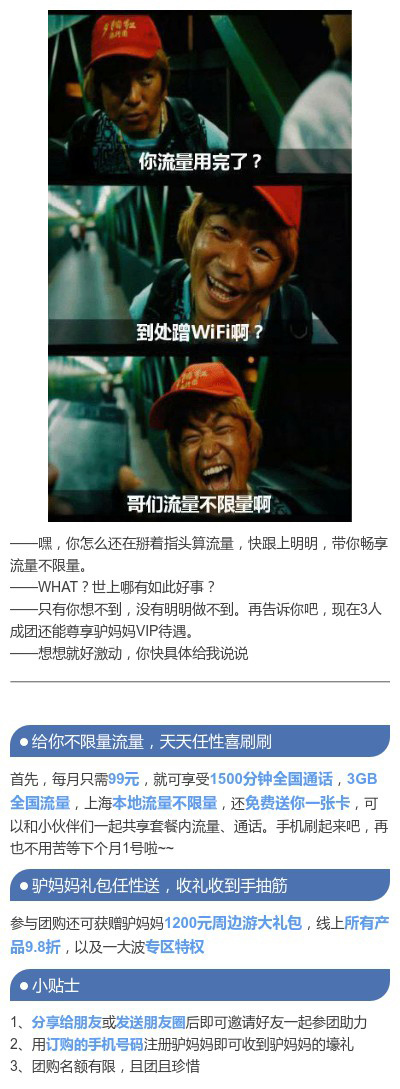 你流量用完了？
到处蹭WiFi啊？
哥们流量不限量啊
——嘿，你怎么还在掰着指头算流量，快跟上明明，带你畅享
流量不限量。
——WHAT？世上哪有如此好事？
——只有你想不到，没有明明做不到。再告诉你吧，现在3人
成团还能尊享驴妈妈VIP待遇。
——想想就好激动，你快具体给我说说
●给你不限量流量，天天任性喜刷刷
首先，每月只需99元，就可享受1500分钟全国通话，3GB
全国流量，上海本地流量不限量，还免费送你一张卡，可
以和小伙伴们一起共享套餐内流量、通话。手机刷起来吧，再
也不用苦等下个月1号啦~~
●驴妈妈礼包任性送，收礼收到手抽筋
参与团购还可获赠驴妈妈1200元周边游大礼包，线上所有产
品9.8折，以及一大波专区特权
●小贴士
1、分享给朋友或发送朋友圈后即可邀请好友一起参团助力
2、用订购的手机号码注册驴妈妈即可收到驴妈妈的壕礼
3、团购名额有限，且团且珍惜